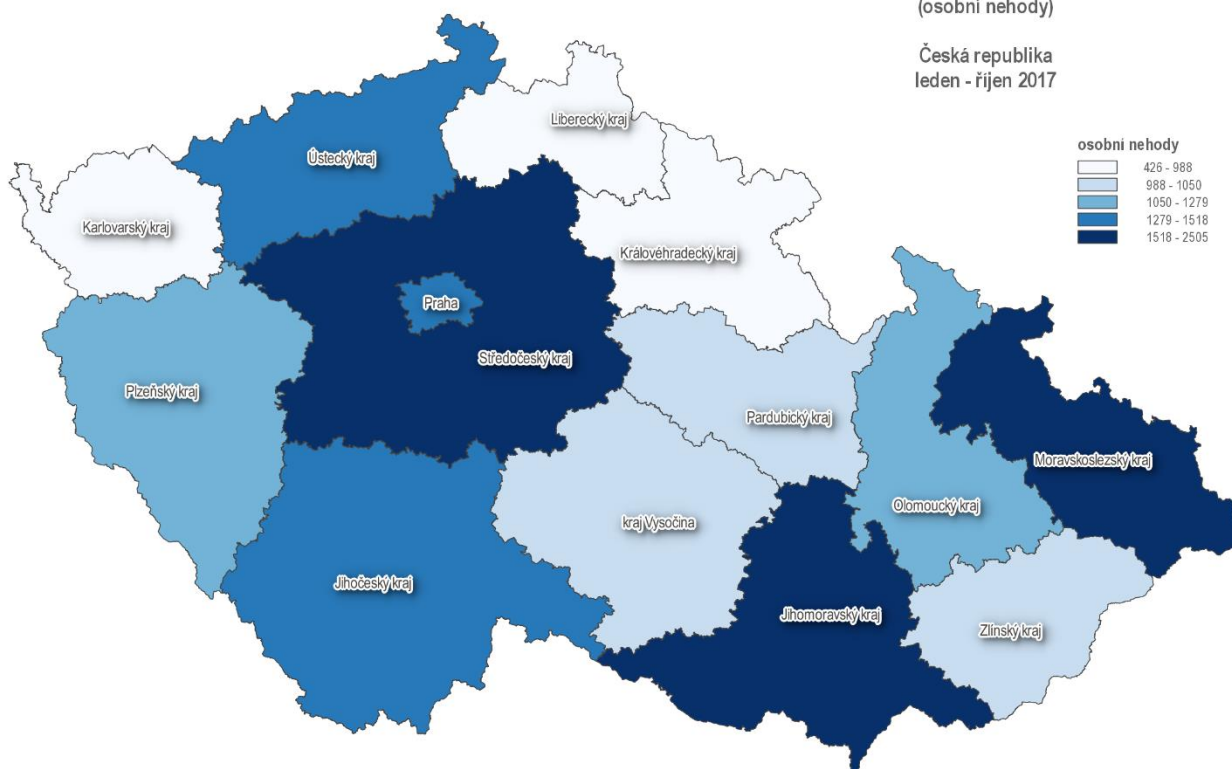 (osobní nehody)
Česká republika
leden - říjen 2017
osobní nehody
426 - 988
988 - 1050
1050 - 1279
1279 - 1518
1518 - 2505
Liberecký kraj
Ústecký kraj
Karlovarský kraj
Královéhradecký kraj
Praha
Středočeský kraj
Plzeňský kraj
Pardubický kraj
Moravskoslezský kraj
Olomoucký kraj
kraj Vysočina
Jihočeský kraj
Jihomoravský kraj
Zlínský kraj